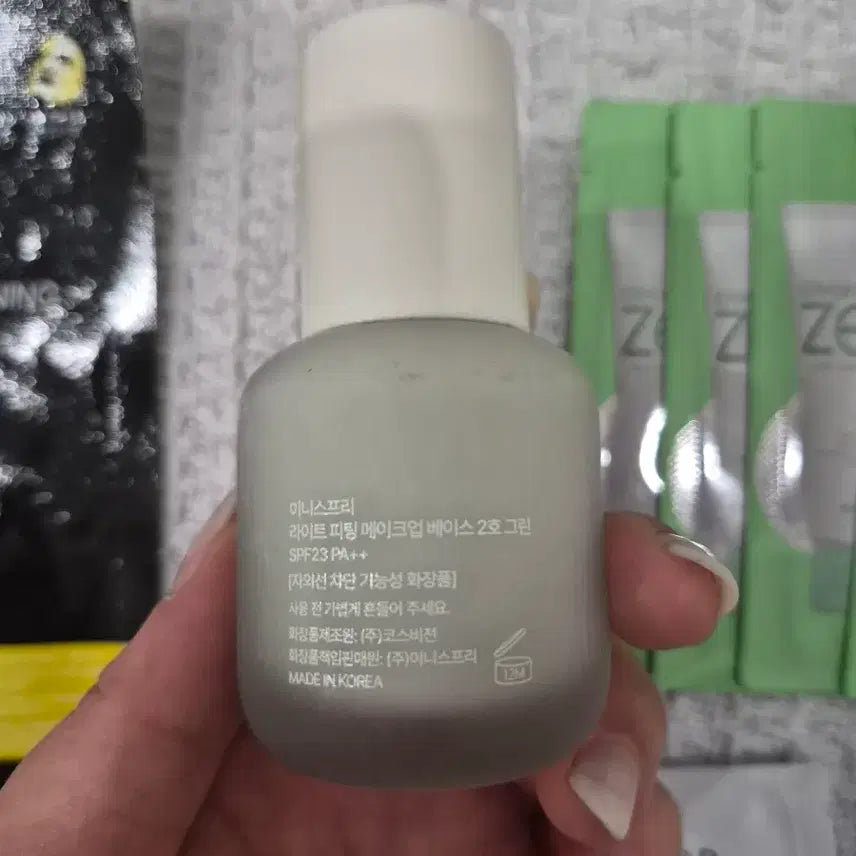 이니스프리
라이트 피팅 메이크업 베이스 2호 그린
SPF23 PA++
[자외선 차단 기능성 화장품]
사용 전 가볍게 흔들어 주세요.
화장품제조원: (주)코스비전
화장품책임판매원: (주)이니스프리
MADE IN KOREA
12M